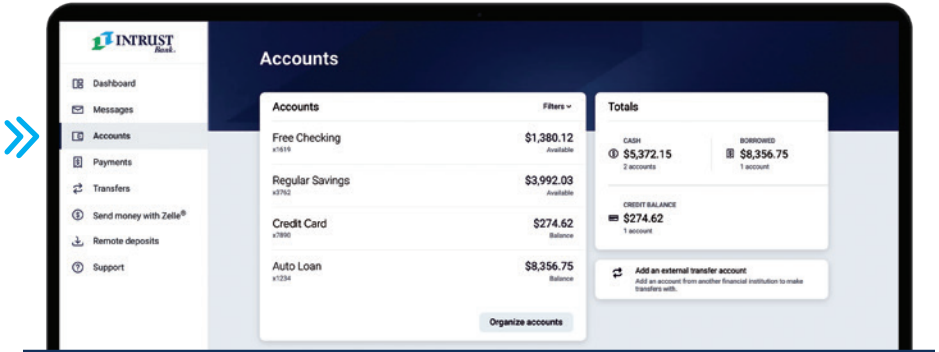 INTRUST
Bank.
Dashboard
Messages
Accounts
Payments
Transfers
Send money with Zelle®
Remote deposits
Support
Accounts
Accounts
Filters
Free Checking
$1,380.12
x1619
Available
Regular Savings
$3,992.03
x3762
Available
Credit Card
$274.62
x7890
Balance
Auto Loan
$8,356.75
x1234
Balance
Organize accounts
Totals
CASH
$5,372.15
2 accounts
BORROWED
$8,356.75
1 account
CREDIT BALANCE
$274.62
1 account
Add an external transfer account
Add an account from another financial institution to make
transfers with.